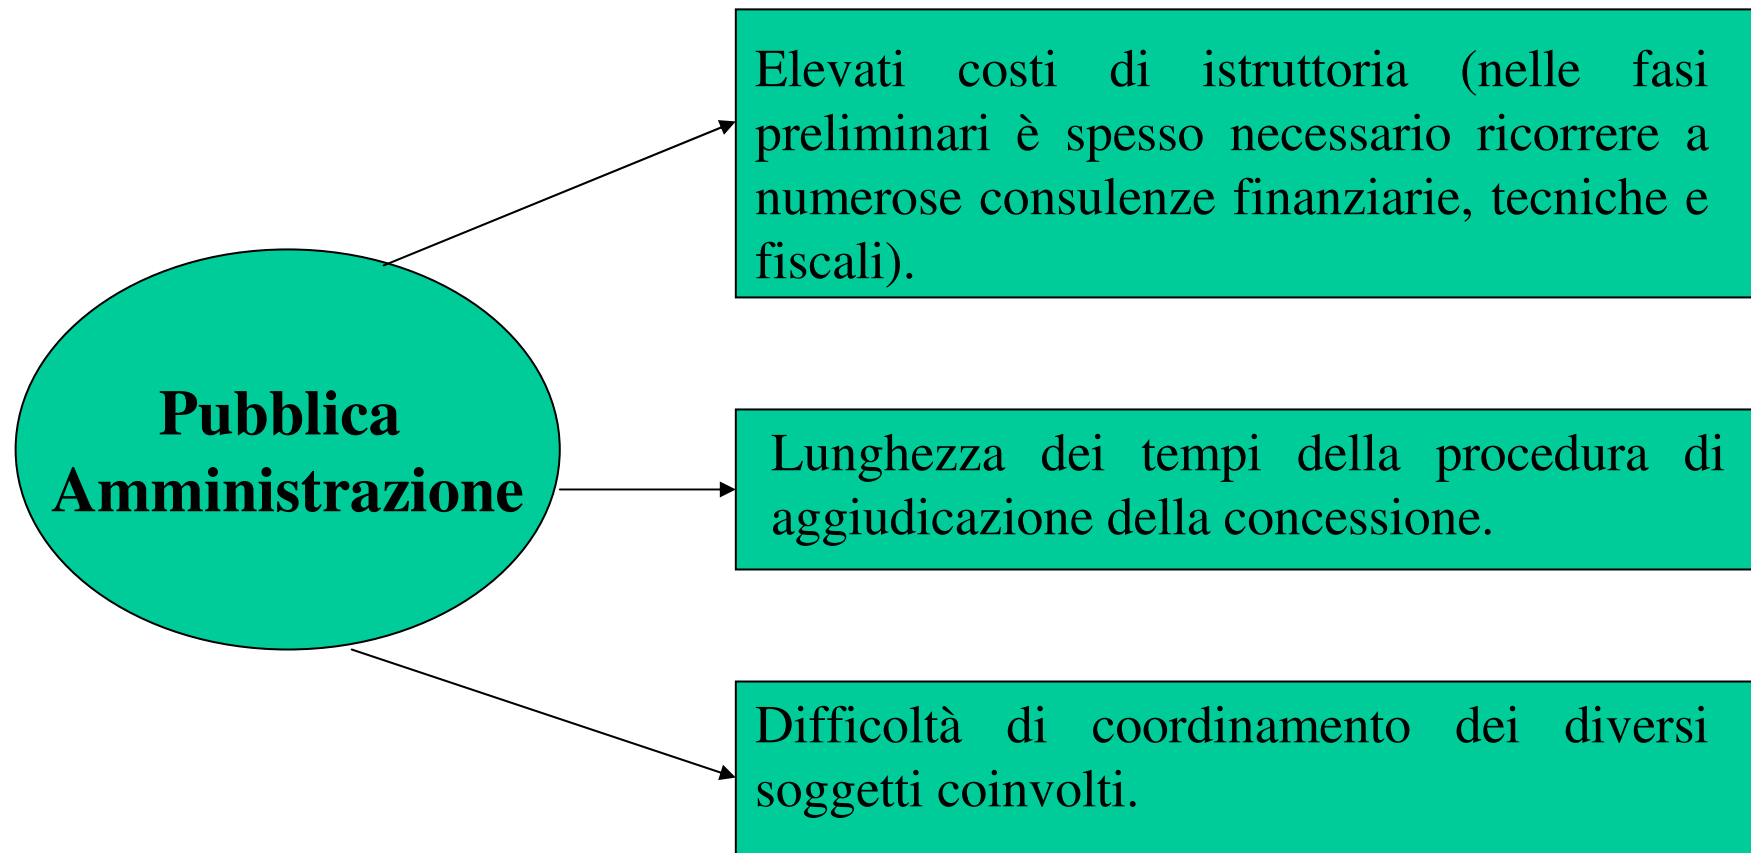 Elevati costi di istruttoria (nelle fasi
preliminari è spesso necessario ricorrere a
numerose consulenze finanziarie, tecniche e
fiscali).
Pubblica
Amministrazione
Lunghezza dei tempi della procedura di
aggiudicazione della concessione.
Difficoltà di coordinamento dei diversi
soggetti coinvolti.